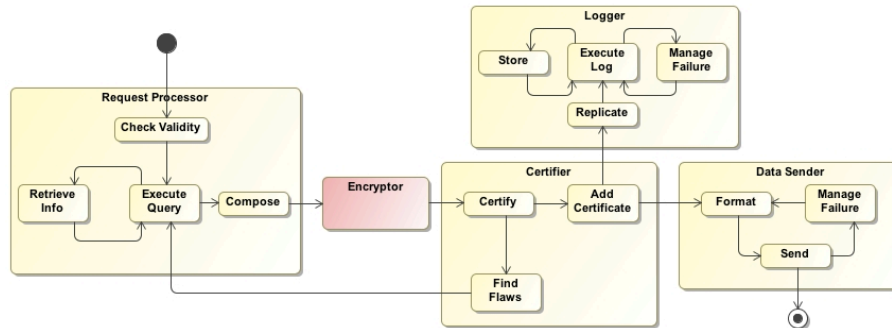 Logger
Store
Execute
Log
Manage
Failure
Replicate
Request Processor
Check Validity
Retrieve
Info
Execute
Query
Compose
Encryptor
Certifier
Certify
Add
Certificate
Find
Flaws
Data Sender
Format
Manage
Failure
Send